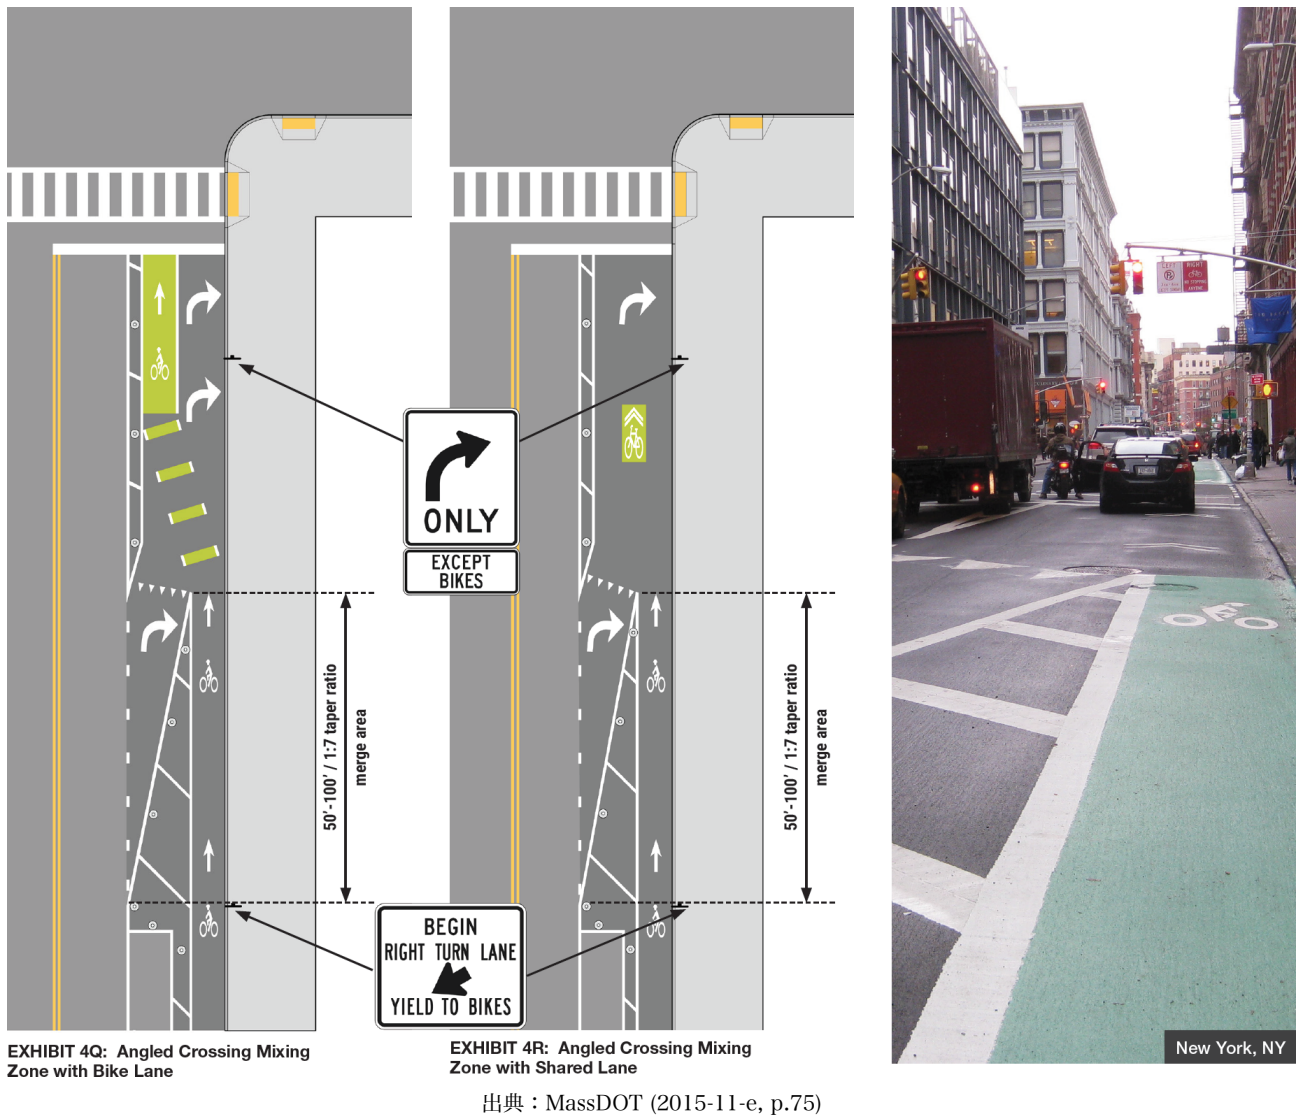 ONLY
EXCEPT
BIKES
50'-100' / 1:7 taper ratio
merge area
50'-100' / 1:7 taper ratio
merge area
BEGIN
RIGHT TURN LANE
YIELD TO BIKES
EXHIBIT 4Q: Angled Crossing Mixing
Zone with Bike Lane
EXHIBIT 4R: Angled Crossing Mixing
Zone with Shared Lane
LEFT
RIGHT
New York, NY
出典：MassDOT (2015-11-e, p.75)